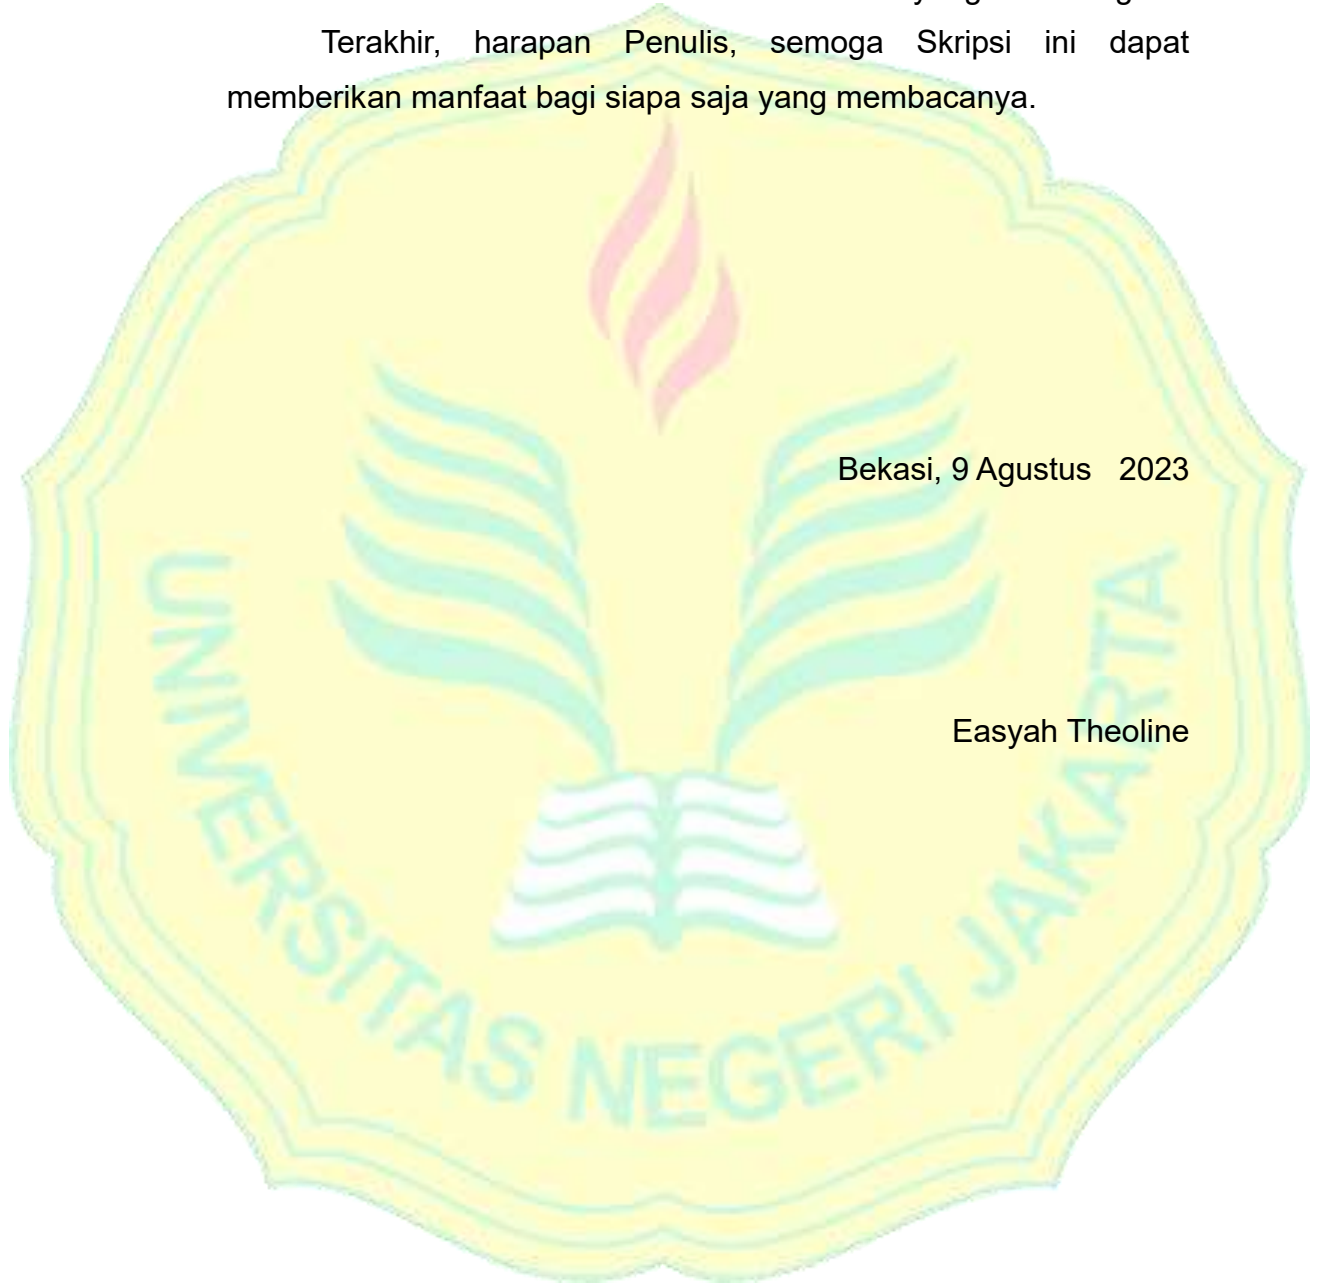 Terakhir, harapan Penulis, semoga Skripsi ini dapat
memberikan manfaat bagi siapa saja yang membacanya.
Bekasi, 9 Agustus 2023
Easyah Theoline
UNIVERSITAS NEGERI JAKARTA